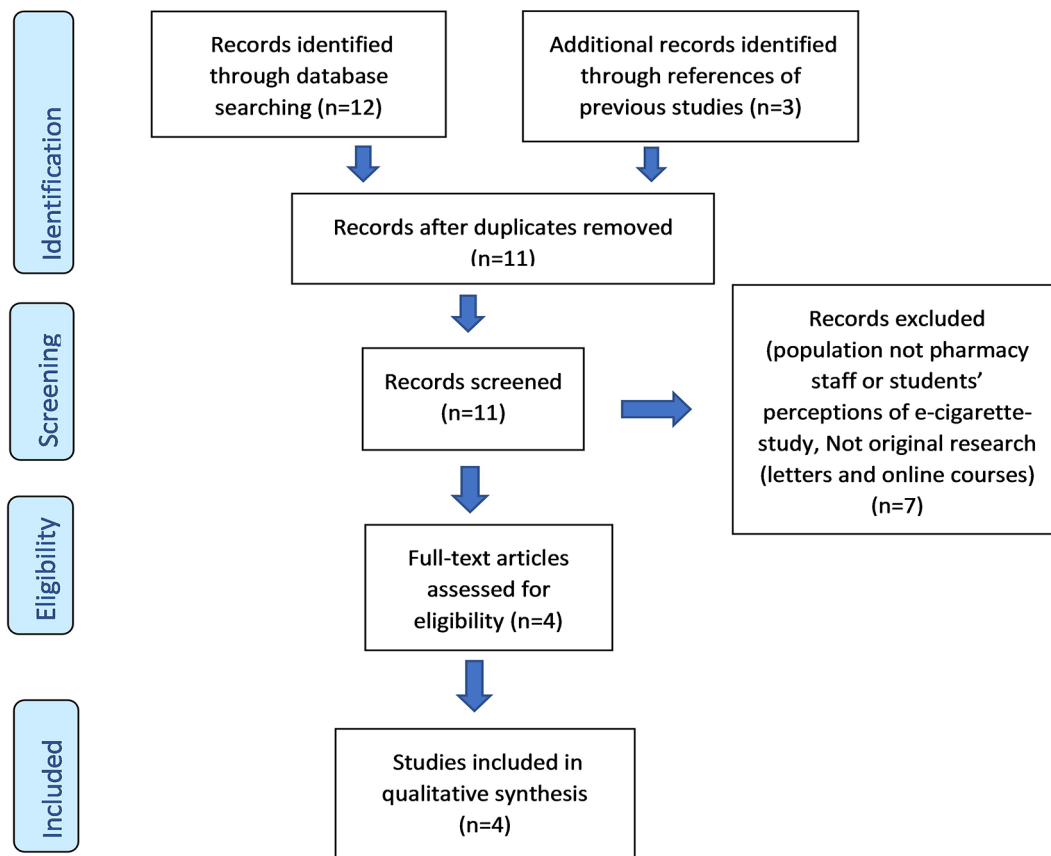 Identification
Records identified
through database
searching (n=12)
Additional records identified
through references of
previous studies (n=3)
Records after duplicates removed
(n=11)
Screening
Records screened
(n=11)
Records excluded
(population not pharmacy
staff or students’
perceptions of e-cigarette-
study, Not original research
(letters and online courses)
(n=7)
Eligibility
Full-text articles
assessed for
eligibility (n=4)
Included
Studies included in
qualitative synthesis
(n=4)